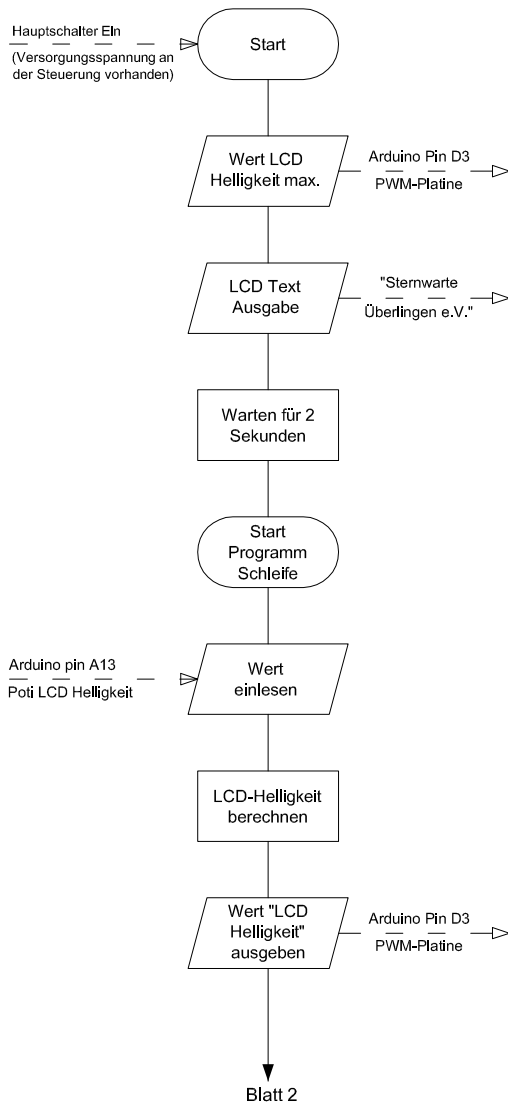 Hauptschalter EIn
(Versorgungsspannung an
der Steuerung vorhanden)
Start
Wert LCD
Helligkeit max.
Arduino Pin D3
PWM-Platine
LCD Text
Ausgabe
"Sternwarte
Überlingen e.V."
Warten für 2
Sekunden
Start
Programm
Schleife
Arduino pin A13
Poti LCD Helligkeit
Wert
einlesen
LCD-Helligkeit
berechnen
Wert "LCD
Helligkeit"
ausgeben
Arduino Pin D3
PWM-Platine
Blatt 2